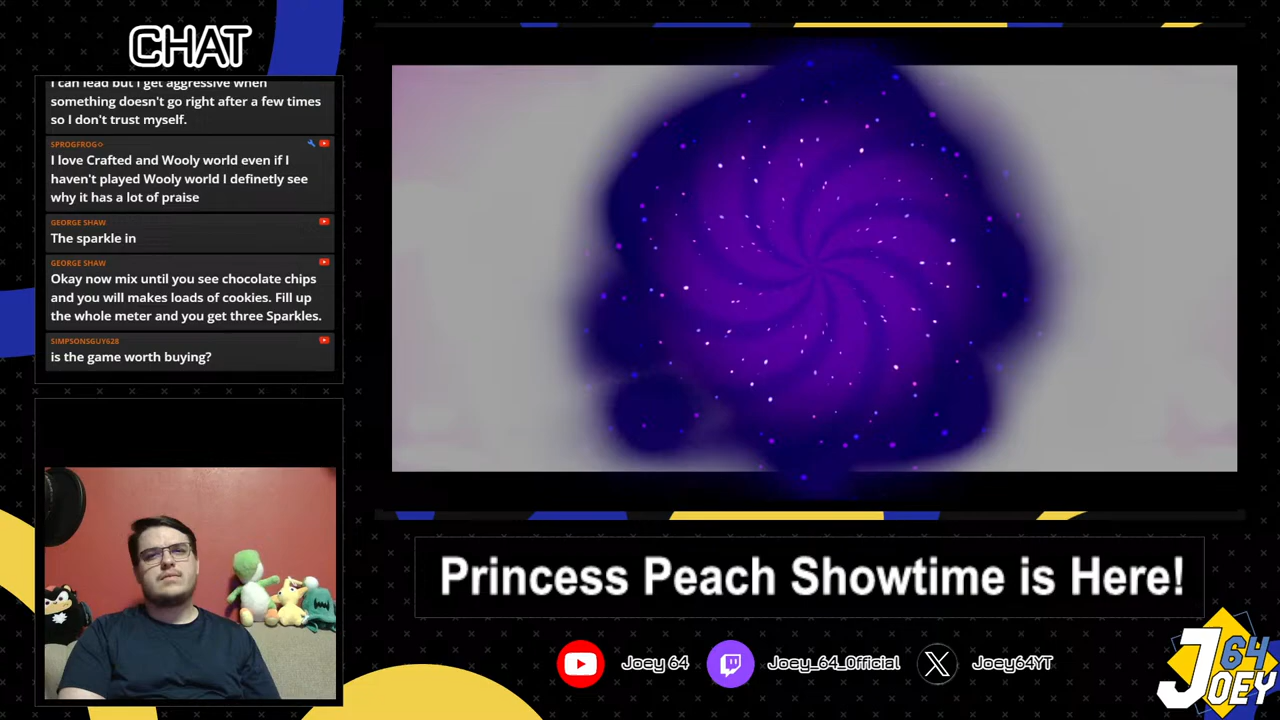 CHAT
I can lead but I get aggressive when
something doesn't go right after a few times
so I don't trust myself.
SPROGFROG
I love Crafted and Wooly world even if I
haven't played Wooly world I definetly see
why it has a lot of praise
GEORGE SHAW
The sparkle in
GEORGE SHAW
Okay now mix until you see chocolate chips
and you will makes loads of cookies. Fill up
the whole meter and you get three Sparkles.
SIMPSONSGUY628
is the game worth buying?
Princess Peach Showtime is Here!
Joey 64
Joey_64_Official
Joey64YT
64
JOEY